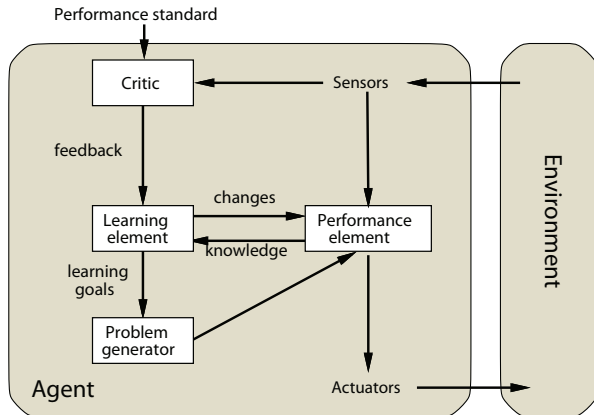 Performance standard
Critic
Sensors
feedback
changes
Learning
element
Performance
element
knowledge
learning
goals
Problem
generator
Agent
Actuators
Environment